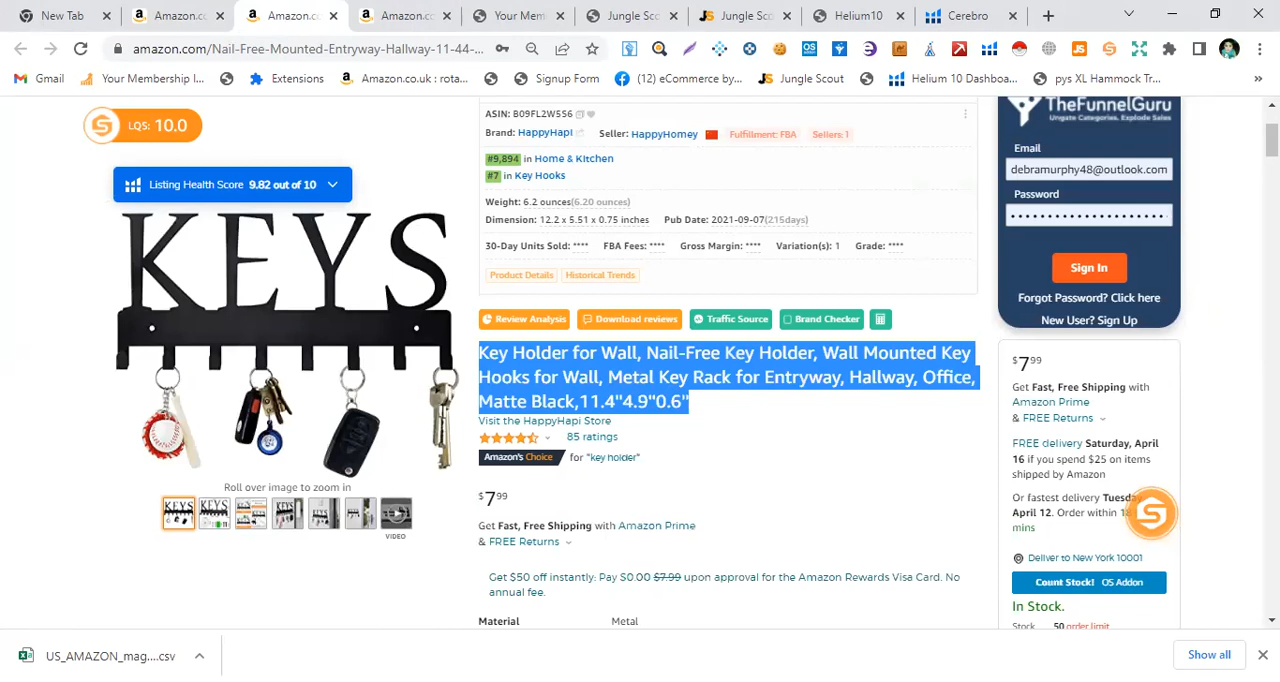 New Tab
Amazon.c
Amazon.c
Amazon.cc
Your Mem
Jungle Sco
Jungle Sco
Helium10
Cerebro
amazon.com/Nail-Free-Mounted-Entryway-Hallway-11-44-...
Gmail
Your Membership I...
Extensions
Amazon.co.uk : rota...
Signup Form
(12) eCommerce by...
Jungle Scout
Helium 10 Dashboa...
pys XL Hammock Tr...
LQS: 10.0
Listing Health Score 9.82 out of 10
KEYS
Roll over image to zoom in
VIDEO
ASIN: B09FL2W5S6
Brand: HappyHapi Seller: HappyHomey Fulfillment: FBA Sellers: 1
#9,894 in Home & Kitchen
#7 in Key Hooks
Weight: 6.2 ounces(6.20 ounces)
Dimension: 12.2 x 5.51 x 0.75 inches Pub Date: 2021-09-07(215days)
30-Day Units Sold: **** FBA Fees: **** Gross Margin: **** Variation(s): 1 Grade: ****
Product Details
Historical Trends
Review Analysis
Download reviews
Traffic Source
Brand Checker
Key Holder for Wall, Nail-Free Key Holder, Wall Mounted Key
Hooks for Wall, Metal Key Rack for Entryway, Hallway, Office,
Matte Black,11.4"4.9"0.6"
Visit the HappyHapi Store
85 ratings
Amazon's Choice for "key holder"
$7.99
Get Fast, Free Shipping with Amazon Prime
& FREE Returns
Get $50 off instantly: Pay $0.00 $7.99 upon approval for the Amazon Rewards Visa Card. No
annual fee.
Material Metal
TheFunnelGuru
Ungate Categories. Explode Sales
Email
debramurphy48@outlook.com
Password
Sign In
Forgot Password? Click here
New User? Sign Up
$7.99
Get Fast, Free Shipping with
Amazon Prime
& FREE Returns
FREE delivery Saturday, April
16 if you spend $25 on items
shipped by Amazon
Or fastest delivery Tuesday
April 12. Order within 18
mins
Deliver to New York 10001
Count Stock! OS Addon
In Stock.
Stock 50 order limit
US_AMAZON_mag....csv
Show all